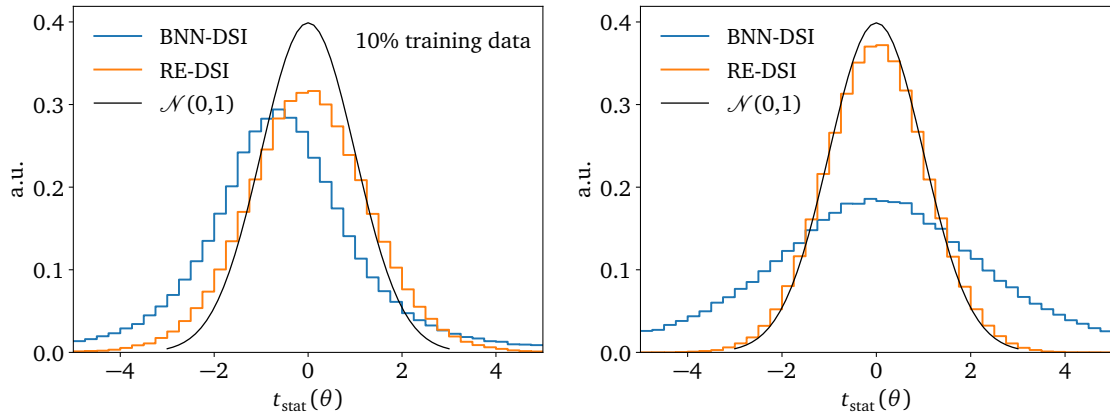 0.4
0.3
0.2
0.1
0.0
a.u.
BNN-DSI
RE-DSI
𝒩(0,1)
10% training data
−4 −2 0 2 4
t_stat(θ)
0.4
0.3
0.2
0.1
0.0
a.u.
BNN-DSI
RE-DSI
𝒩(0,1)
−4 −2 0 2 4
t_stat(θ)